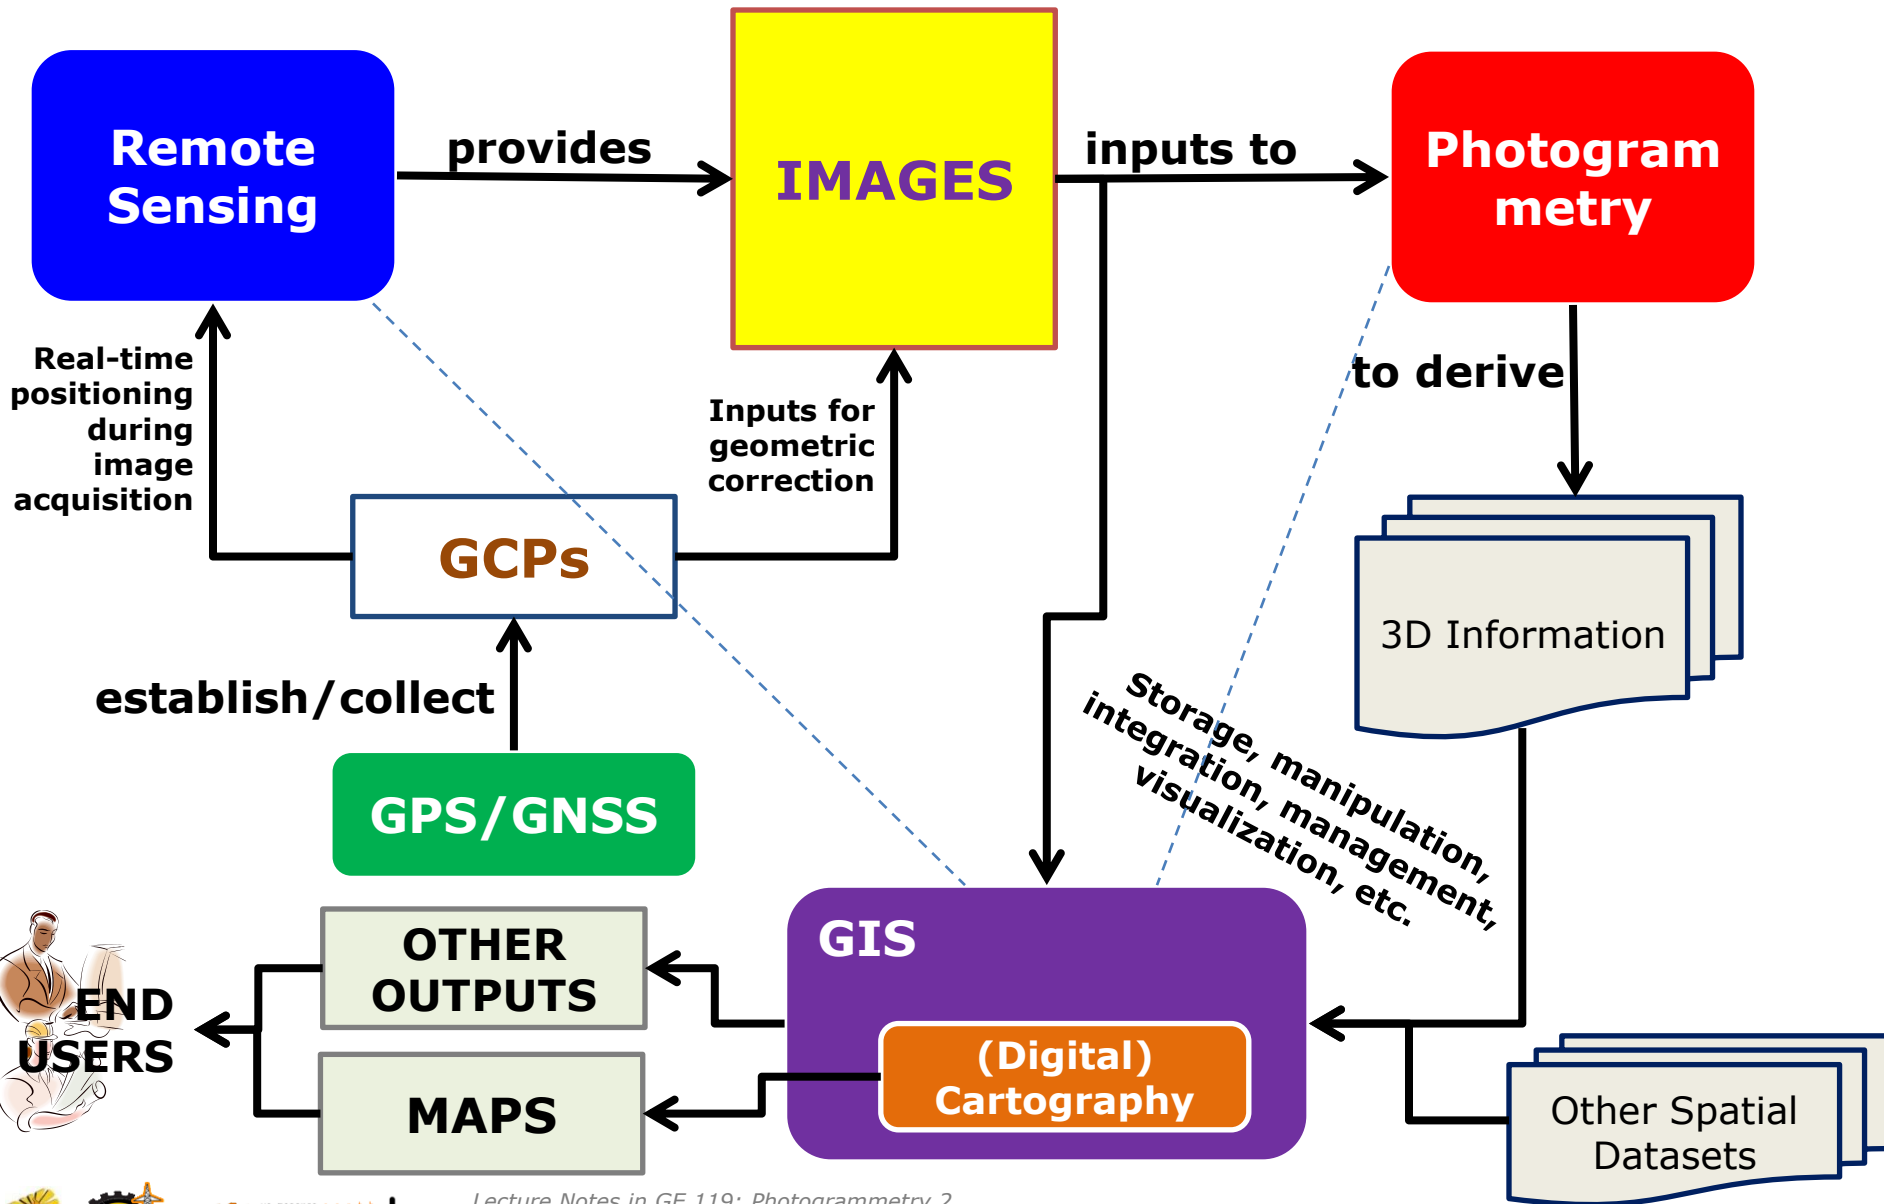 Remote
Sensing
provides
IMAGES
inputs to
Photogram
metry
Real-time
positioning
during
image
acquisition
Inputs for
geometric
correction
to derive
GCPs
3D Information
establish/collect
Storage, manipulation,
integration, management,
visualization, etc.
GPS/GNSS
GIS
OTHER
OUTPUTS
END
USERS
(Digital)
Cartography
MAPS
Other Spatial
Datasets
Lecture Notes in GE 119: Photogrammetry 2